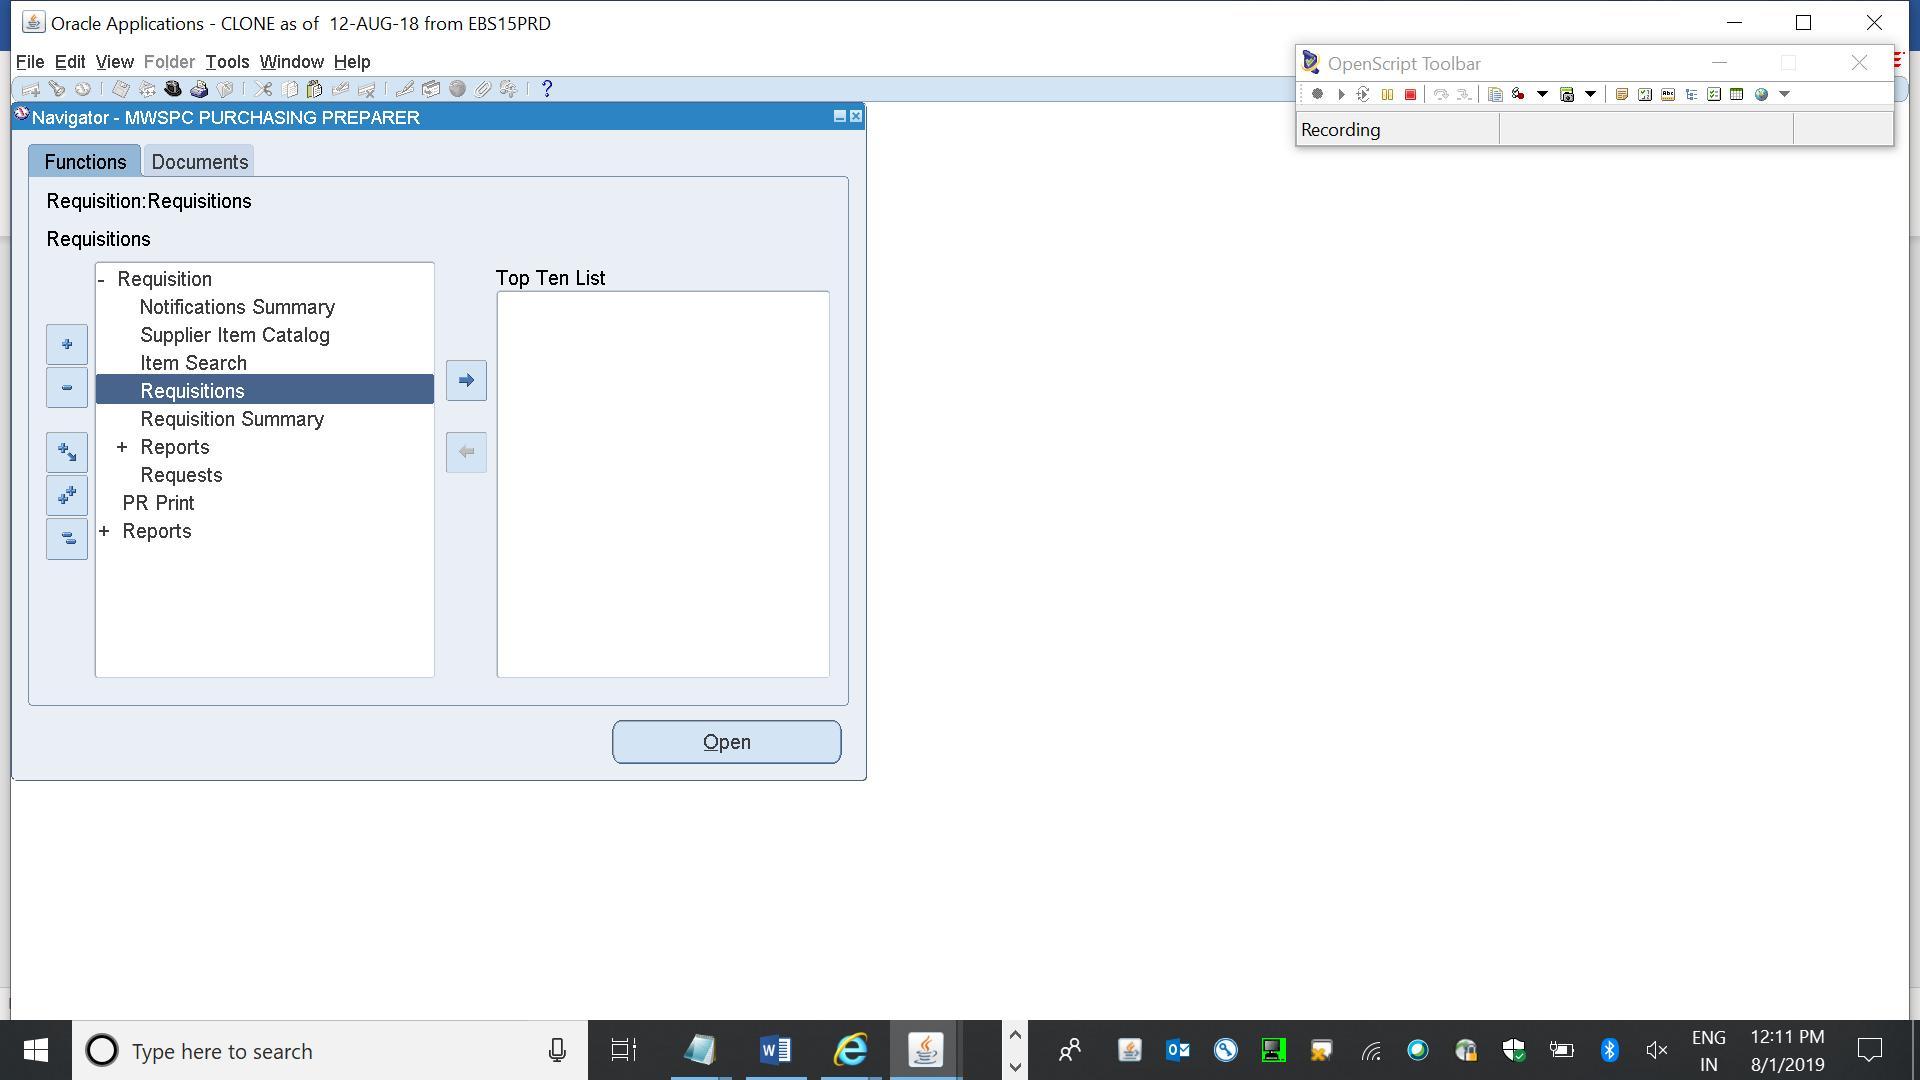 Oracle Applications - CLONE as of  12-AUG-18 from EBS15PRD
File Edit View Folder Tools Window Help
OpenScript Toolbar
Recording
Navigator - MWSPC PURCHASING PREPARER
Functions Documents
Requisition:Requisitions
Requisitions
- Requisition
Notifications Summary
Supplier Item Catalog
Item Search
Requisitions
Requisition Summary
+ Reports
Requests
PR Print
+ Reports
Top Ten List
Open
Type here to search
ENG
IN
12:11 PM
8/1/2019